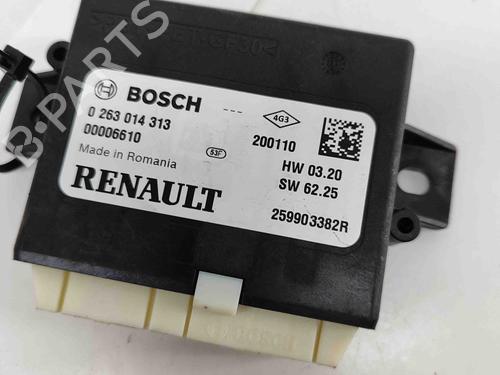 BOSCH
0 263 014 313
00006610
Made in Romania
53F
RENAULT
4G3
200110
HW 03.20
SW 62.25
259903382R
B-PARTS